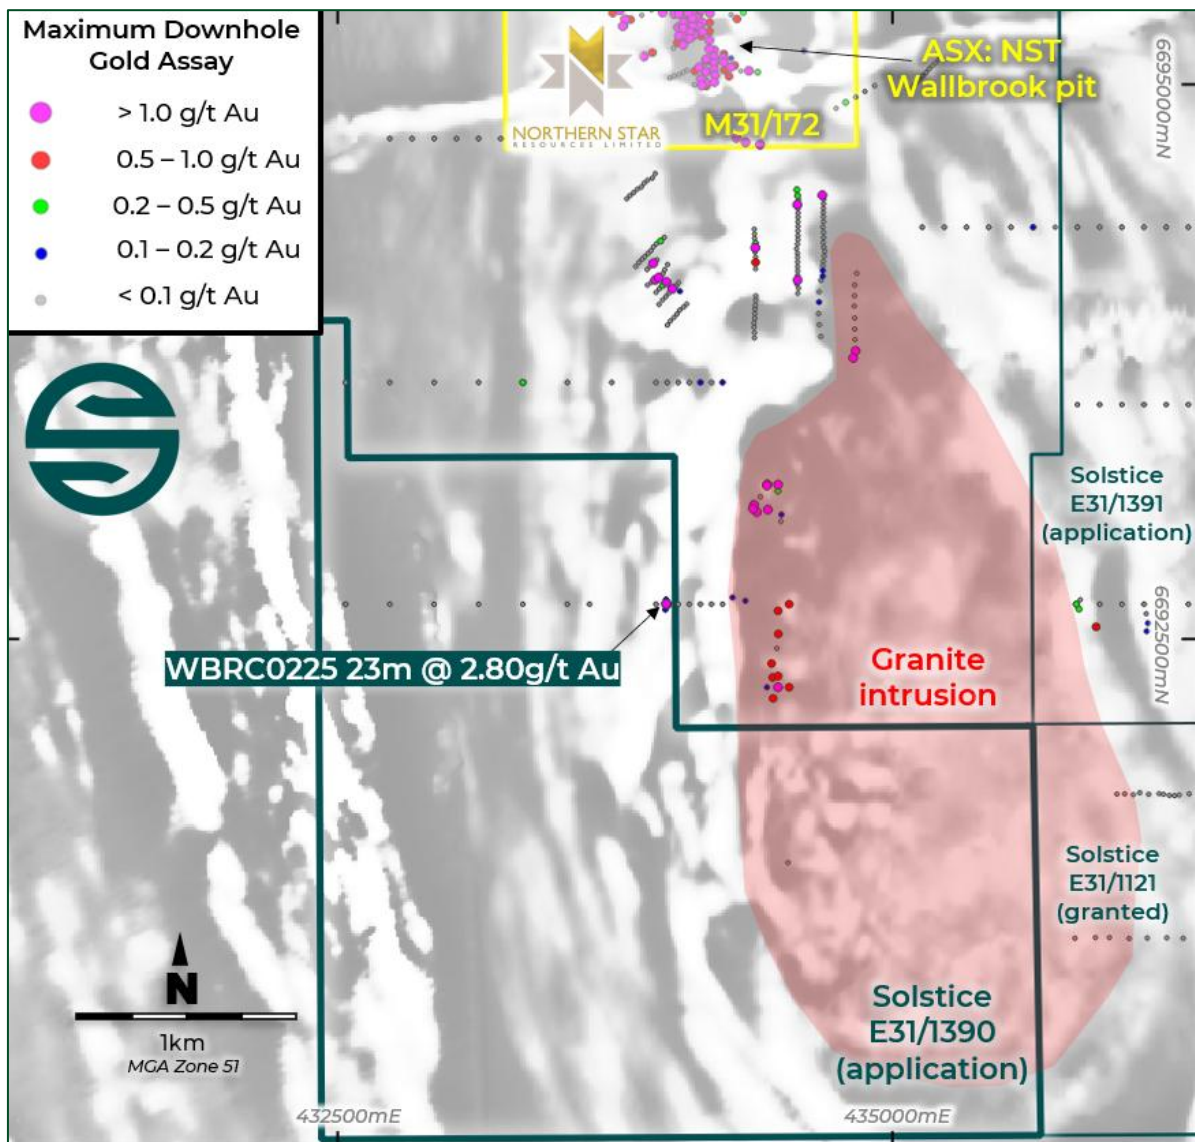 Maximum Downhole
Gold Assay
> 1.0 g/t Au
0.5 – 1.0 g/t Au
0.2 – 0.5 g/t Au
0.1 – 0.2 g/t Au
< 0.1 g/t Au
NORTHERN STAR
RESOURCES LIMITED
ASX: NST
Wallbrook pit
M31/172
6695000mN
Solstice
E31/1391
(application)
6692500mN
WBRC0225 23m @ 2.80g/t Au
Granite
intrusion
Solstice
E31/1121
(granted)
Solstice
E31/1390
(application)
N
1km
MGA Zone 51
432500mE
435000mE